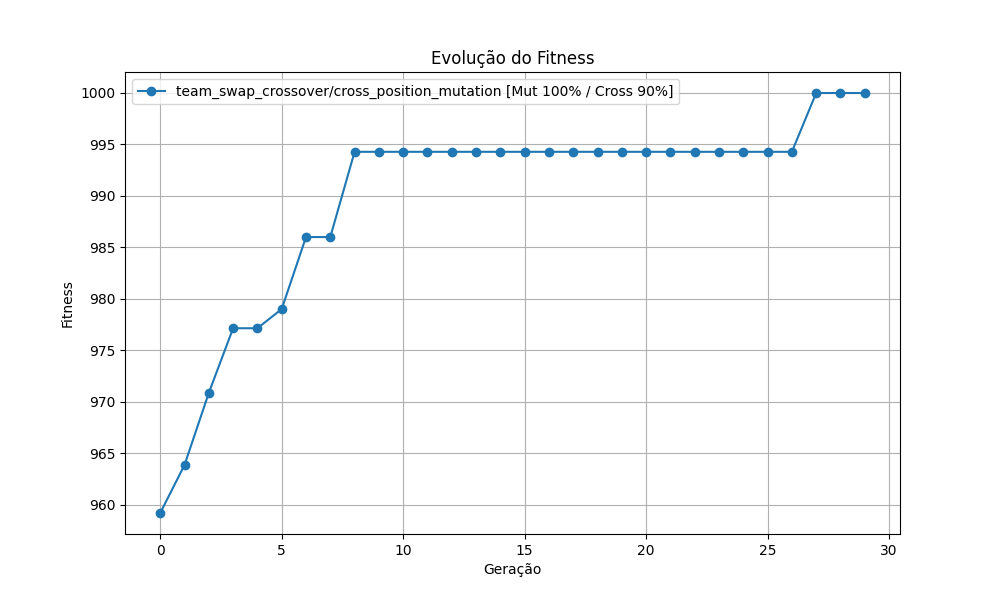 Evolução do Fitness
team_swap_crossover/cross_position_mutation [Mut 100% / Cross 90%]
1000
995
990
985
980
975
970
965
960
Fitness
0 5 10 15 20 25 30
Geração